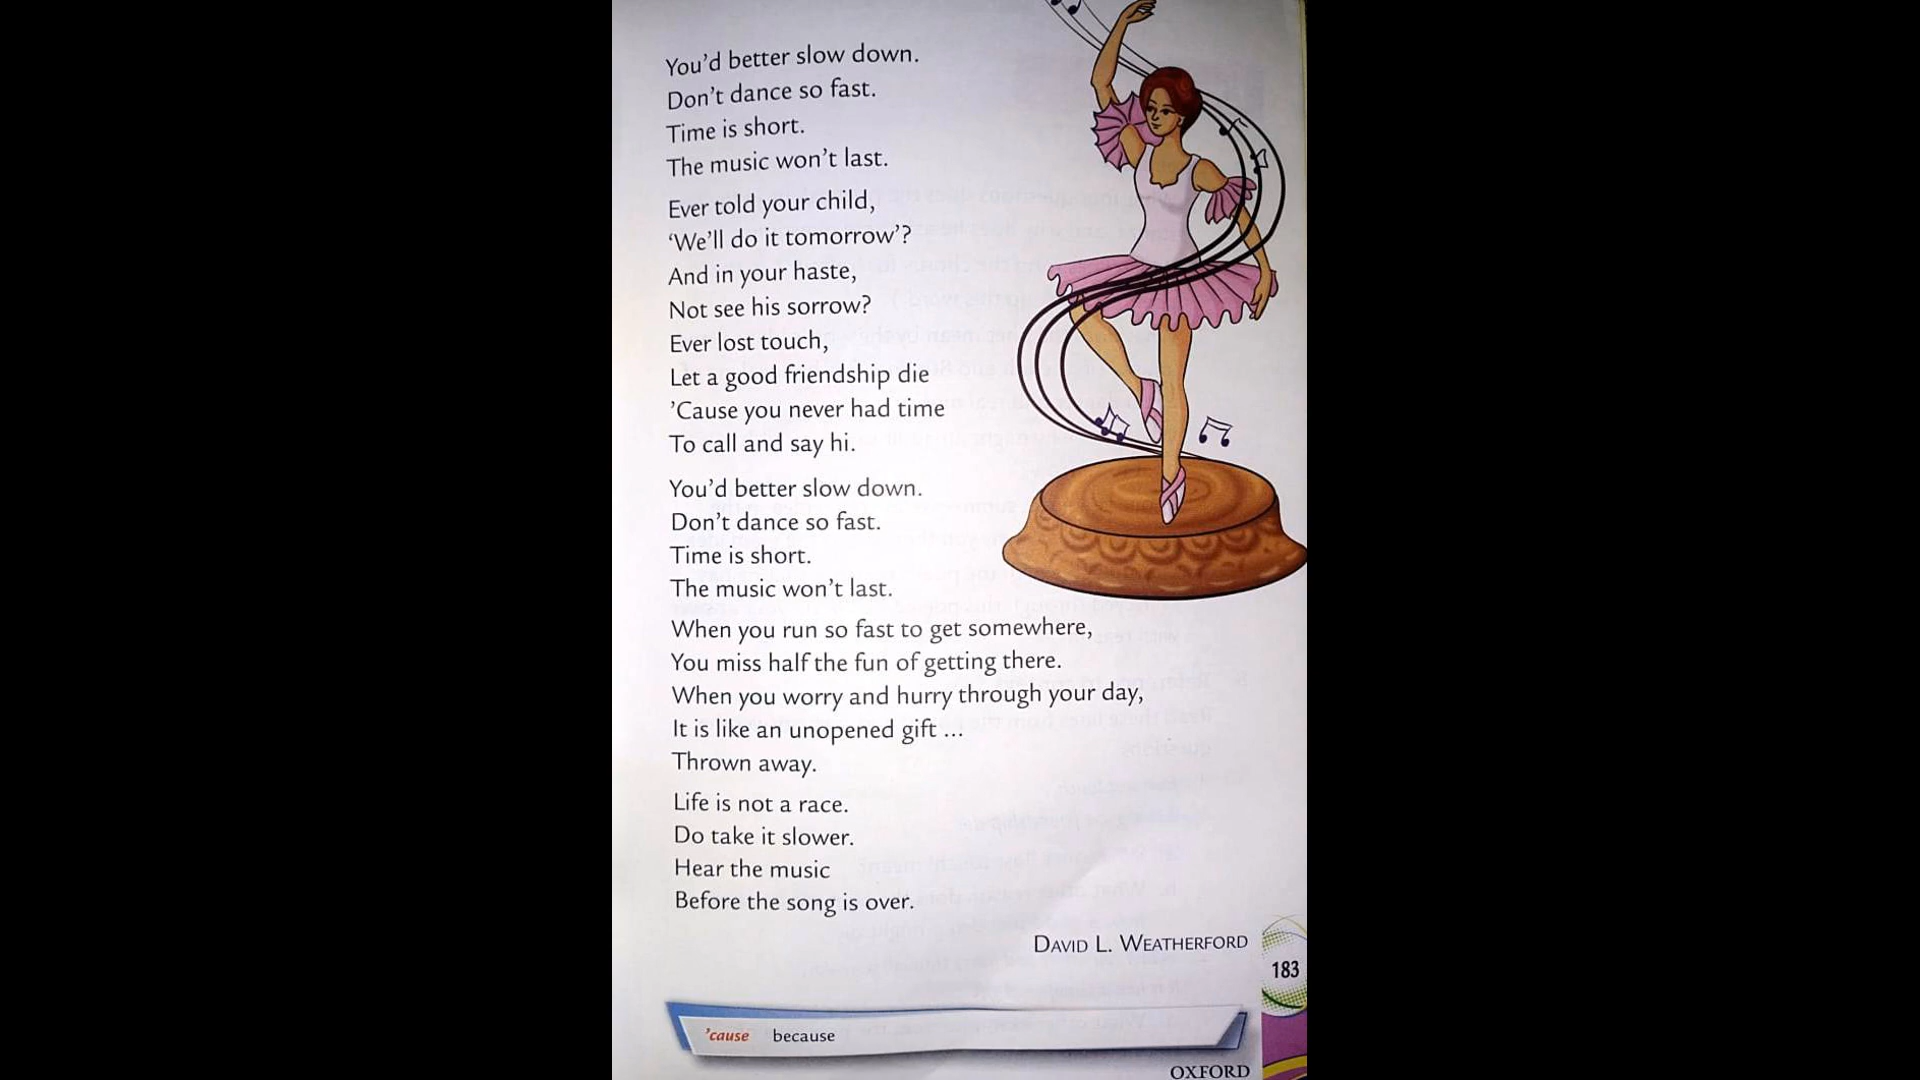 You'd better slow down.
Don't dance so fast.
Time is short.
The music won't last.
Ever told your child,
‘We'll do it tomorrow’?
And in your haste,
Not see his sorrow?
Ever lost touch,
Let a good friendship die
’Cause you never had time
To call and say hi.
You'd better slow down.
Don't dance so fast.
Time is short.
The music won't last.
When you run so fast to get somewhere,
You miss half the fun of getting there.
When you worry and hurry through your day,
It is like an unopened gift ...
Thrown away.
Life is not a race.
Do take it slower.
Hear the music
Before the song is over.
DAVID L. WEATHERFORD
183
’cause because
OXFORD